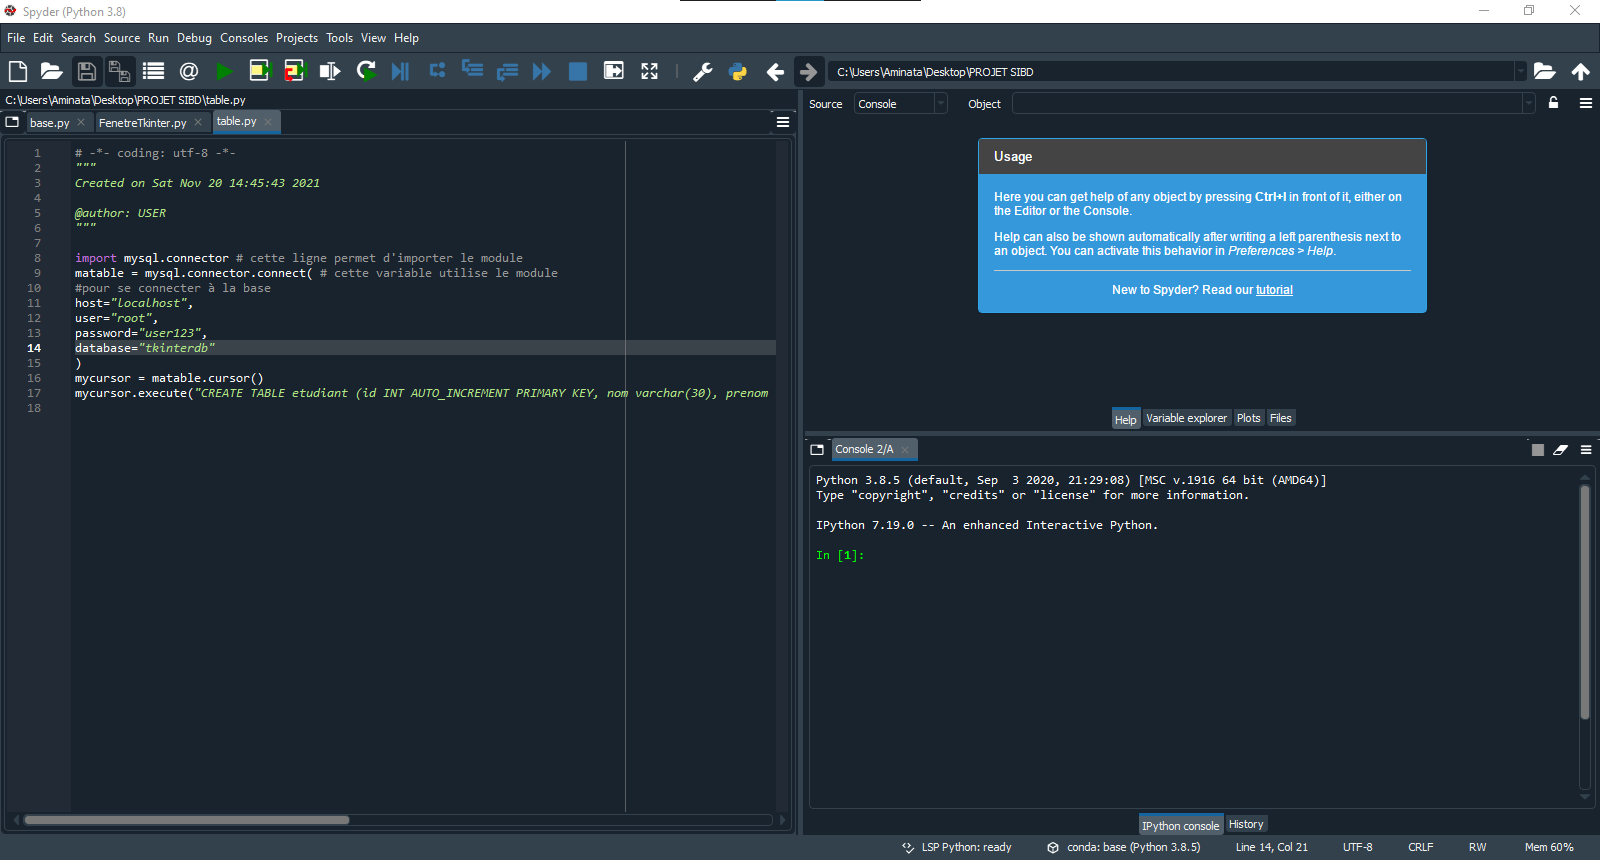 Spyder (Python 3.8)
File Edit Search Source Run Debug Consoles Projects Tools View Help
C:\Users\Aminata\Desktop\PROJET SIBD
C:\Users\Aminata\Desktop\PROJET SIBD\table.py
base.py FenetreTkinter.py table.py
1 # -*- coding: utf-8 -*-
2 """
3 Created on Sat Nov 20 14:45:43 2021
4
5 @author: USER
6 """
7
8 import mysql.connector # cette ligne permet d'importer le module
9 matable = mysql.connector.connect( # cette variable utilise le module
10 #pour se connecter à la base
11 host="localhost",
12 user="root",
13 password="user123",
14 database="tkinterdb"
15 )
16 mycursor = matable.cursor()
17 mycursor.execute("CREATE TABLE etudiant (id INT AUTO_INCREMENT PRIMARY KEY, nom varchar(30), prenom
18
Source Console Object
Usage
Here you can get help of any object by pressing Ctrl+I in front of it, either on
the Editor or the Console.
Help can also be shown automatically after writing a left parenthesis next to
an object. You can activate this behavior in Preferences > Help.
New to Spyder? Read our tutorial
Help Variable explorer Plots Files
Console 2/A
Python 3.8.5 (default, Sep  3 2020, 21:29:08) [MSC v.1916 64 bit (AMD64)]
Type "copyright", "credits" or "license" for more information.
IPython 7.19.0 -- An enhanced Interactive Python.
In [1]:
IPython console History
LSP Python: ready conda: base (Python 3.8.5) Line 14, Col 21 UTF-8 CRLF RW Mem 60%